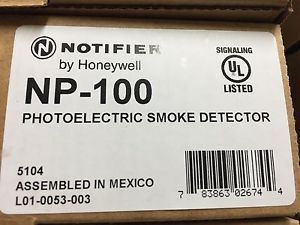 NOTIFIER
by Honeywell
SIGNALING
UL
LISTED
NP-100
PHOTOELECTRIC SMOKE DETECTOR
5104
ASSEMBLED IN MEXICO
L01-0053-003
7 83863 02674 4